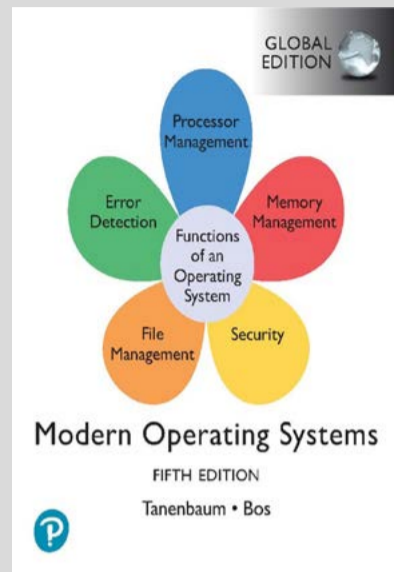 GLOBAL
EDITION
Processor
Management
Error
Detection
Memory
Management
Functions
of an
Operating
System
File
Management
Security
Modern Operating Systems
FIFTH EDITION
Tanenbaum • Bos
P